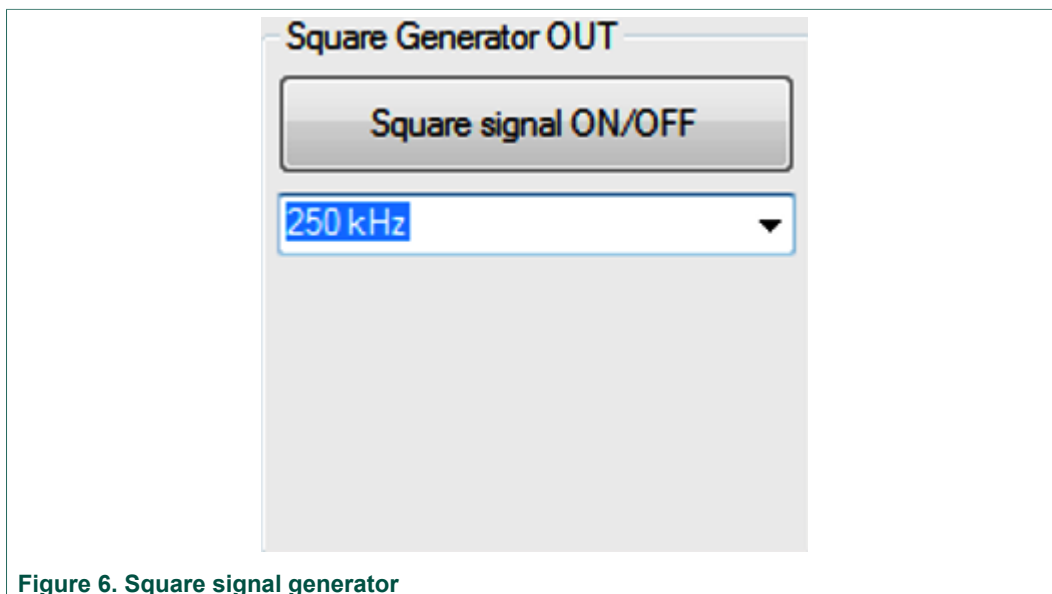 Square Generator OUT
Square signal ON/OFF
250 kHz
Figure 6. Square signal generator